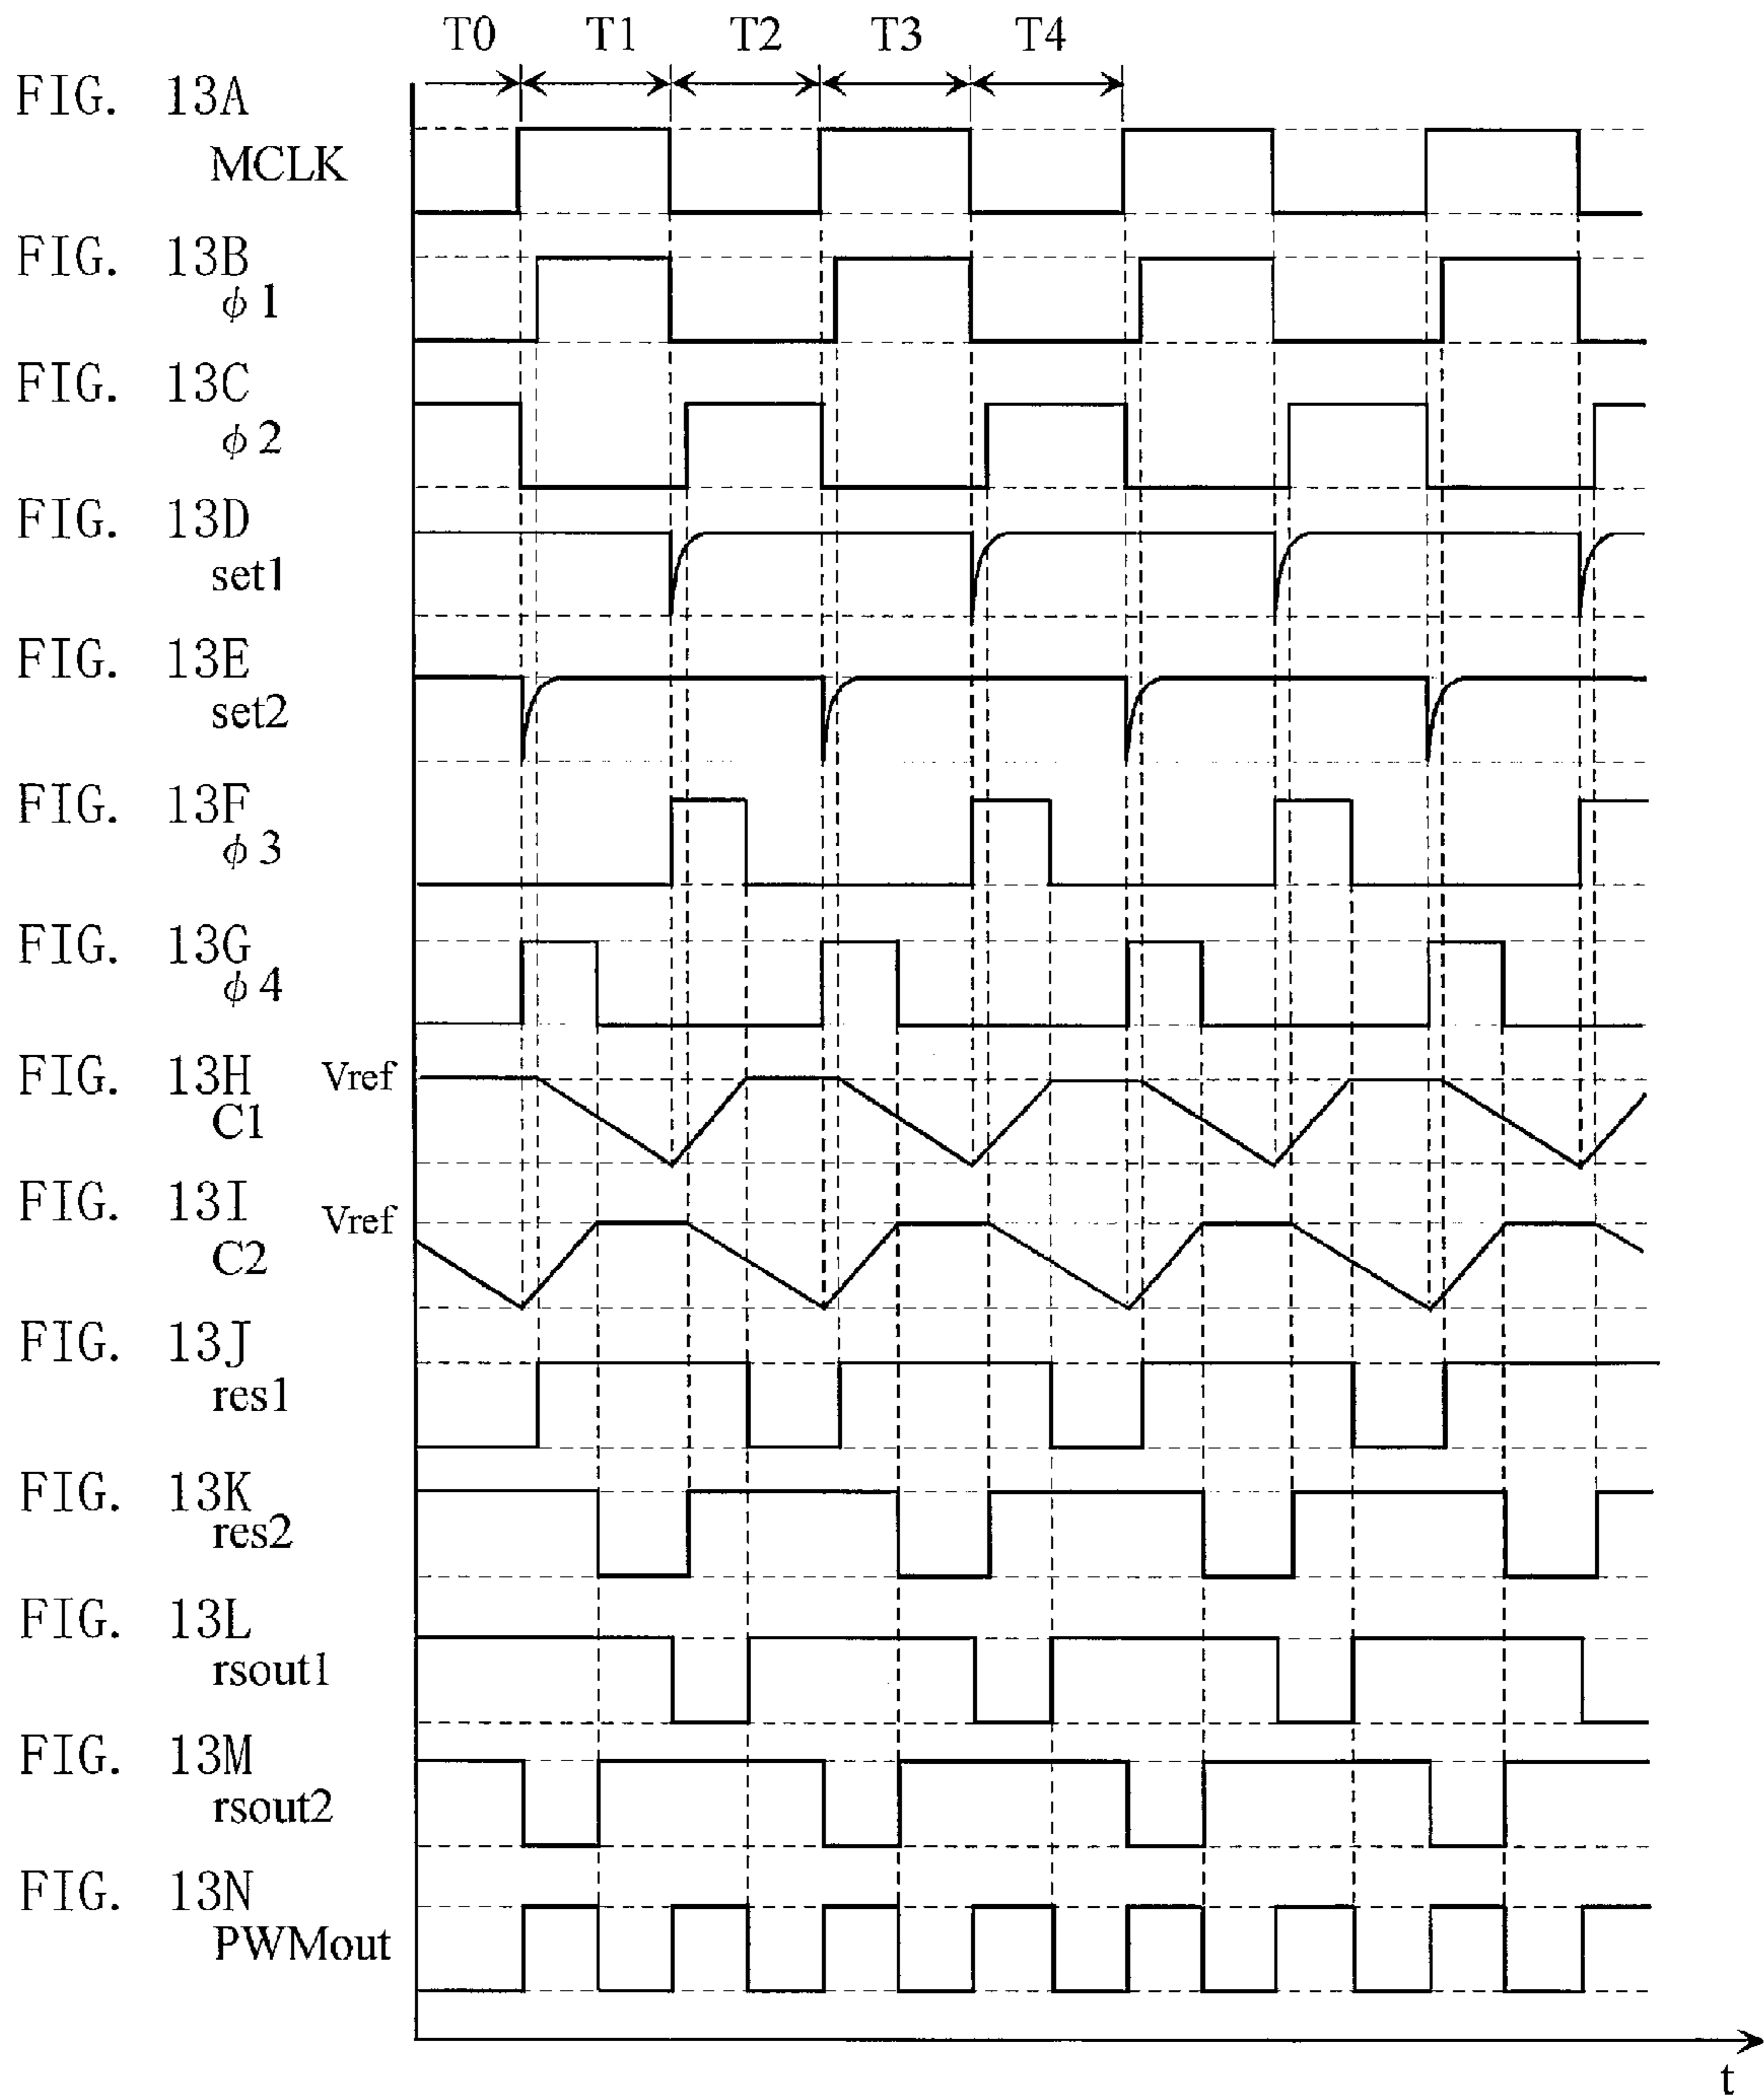 T0 T1 T2 T3 T4
FIG. 13A
MCLK
FIG. 13B
ϕ1
FIG. 13C
ϕ2
FIG. 13D
set1
FIG. 13E
set2
FIG. 13F
ϕ3
FIG. 13G
ϕ4
FIG. 13H Vref
C1
FIG. 13I Vref
C2
FIG. 13J
res1
FIG. 13K
res2
FIG. 13L
rsout1
FIG. 13M
rsout2
FIG. 13N
PWMout
t